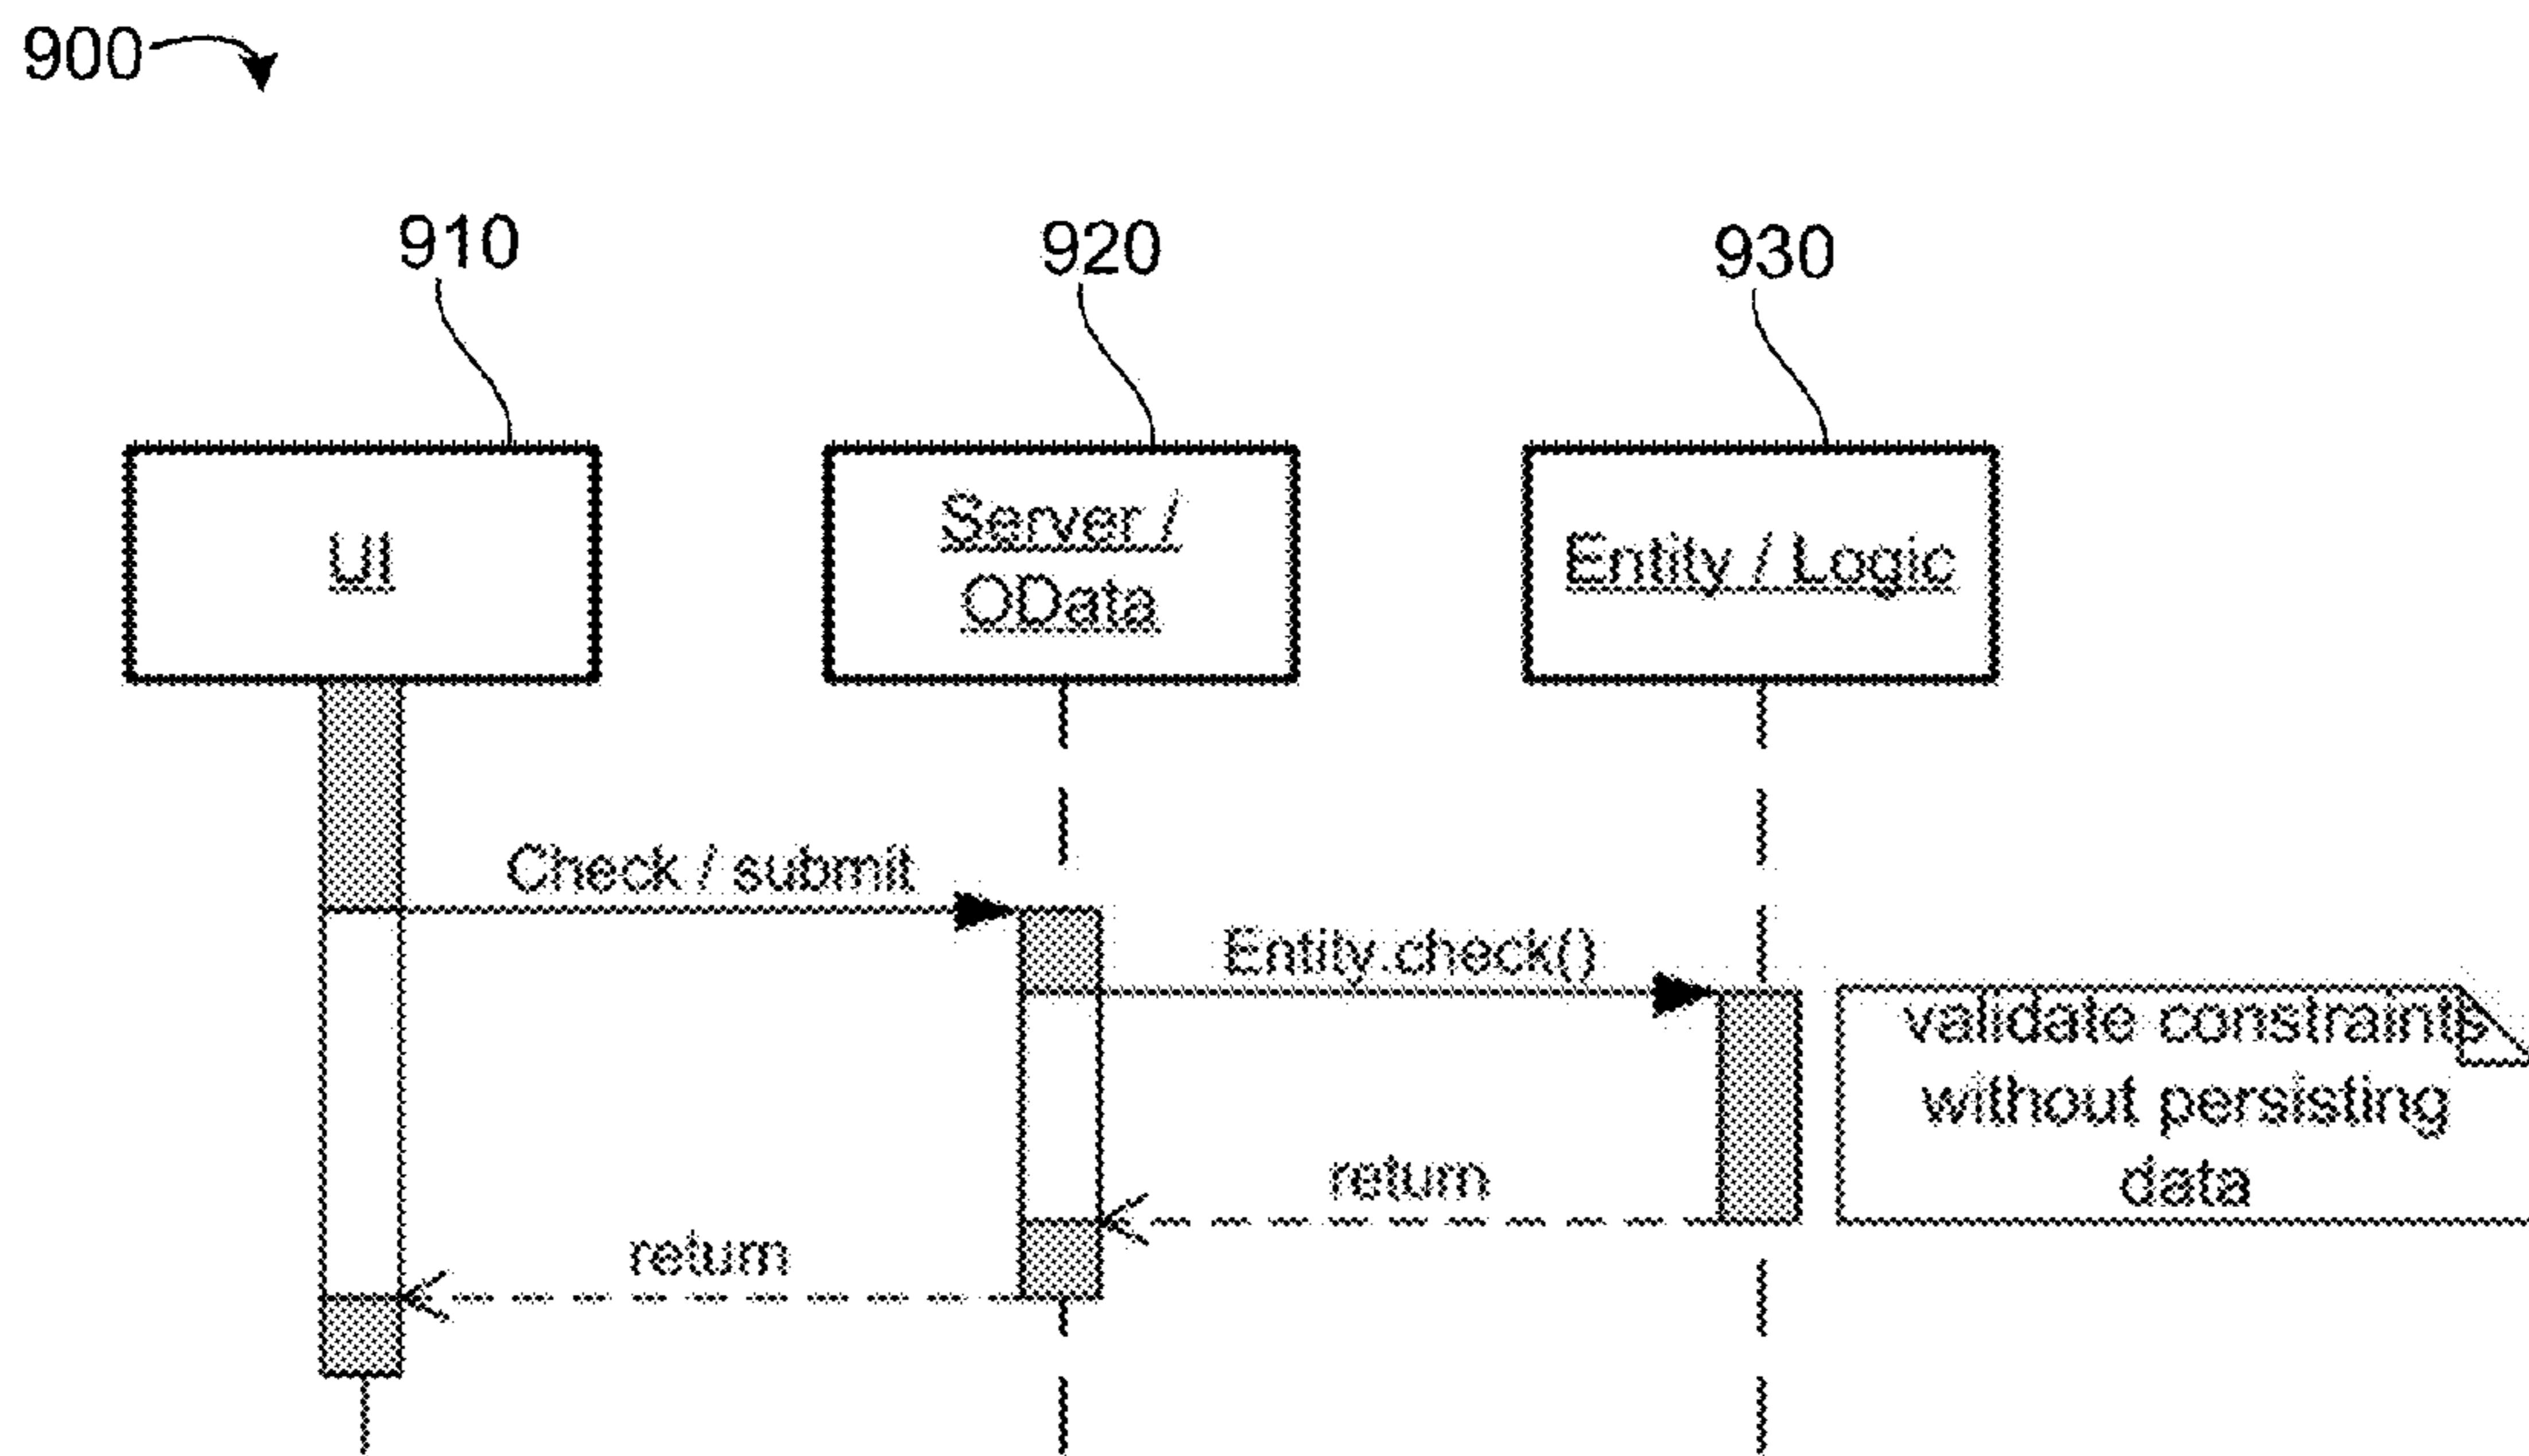 900
910
920
930
UI
Server /
OData
Entity / Logic
Check / submit
Entity.check()
validate constraints
without persisting
data
return
return